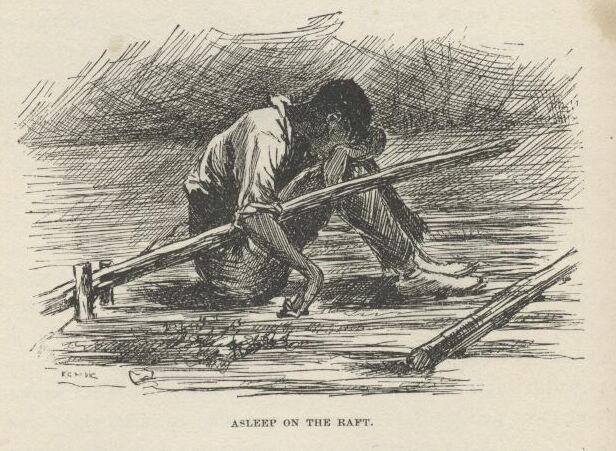 ASLEEP ON THE RAFT.